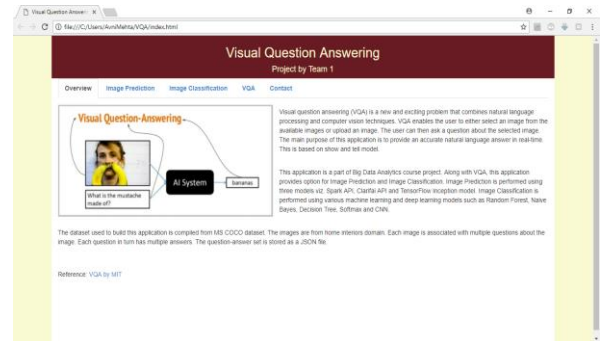 Visual Question Answer
file:///C:/Users/AvniMehta/VQA/index.html
Visual Question Answering
Project by Team 1
Overview Image Prediction Image Classification VQA Contact
Visual Question-Answering
What is the mustache
made of?
AI System
bananas
Visual question answering (VQA) is a new and exciting problem that combines natural language
processing and computer vision techniques. VQA enables the user to either select an image from the
available images or upload an image. The user can then ask a question about the selected image.
The main purpose of this application is to provide an accurate natural language answer in real-time.
This is based on show and tell model.
This application is a part of Big Data Analytics course project. Along with VQA, this application
provides option for Image Prediction and Image Classification. Image Prediction is performed using
three models viz. Spark API, Clarifai API and TensorFlow Inception model. Image Classification is
performed using various machine learning and deep learning models such as Random Forest, Naive
Bayes, Decision Tree, Softmax and CNN.
The dataset used to build this application is compiled from MS COCO dataset. The images are from home interiors domain. Each image is associated with multiple questions about the
image. Each question in turn has multiple answers. The question-answer set is stored as a JSON file.
Reference: VQA by MIT